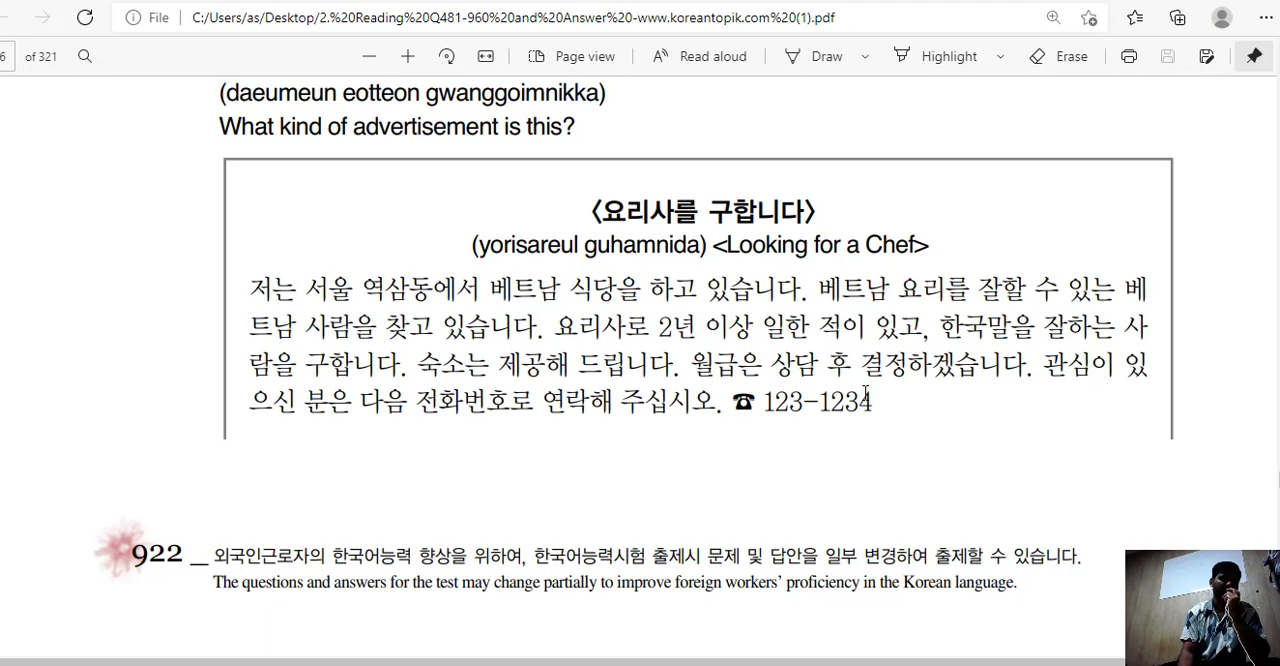 File C:/Users/as/Desktop/2.%20Reading%20Q481-960%20and%20Answer%20-www.koreantopik.com%20(1).pdf
6 of 321 Page view Read aloud Draw Highlight Erase
(daeumeun eotteon gwanggoimnikka)
What kind of advertisement is this?
〈요리사를 구합니다〉
(yorisareul guhamnida) <Looking for a Chef>
저는 서울 역삼동에서 베트남 식당을 하고 있습니다. 베트남 요리를 잘할 수 있는 베
트남 사람을 찾고 있습니다. 요리사로 2년 이상 일한 적이 있고, 한국말을 잘하는 사
람을 구합니다. 숙소는 제공해 드립니다. 월급은 상담 후 결정하겠습니다. 관심이 있
으신 분은 다음 전화번호로 연락해 주십시오. ☎ 123-1234
922 _ 외국인근로자의 한국어능력 향상을 위하여, 한국어능력시험 출제시 문제 및 답안을 일부 변경하여 출제할 수 있습니다.
The questions and answers for the test may change partially to improve foreign workers' proficiency in the Korean language.